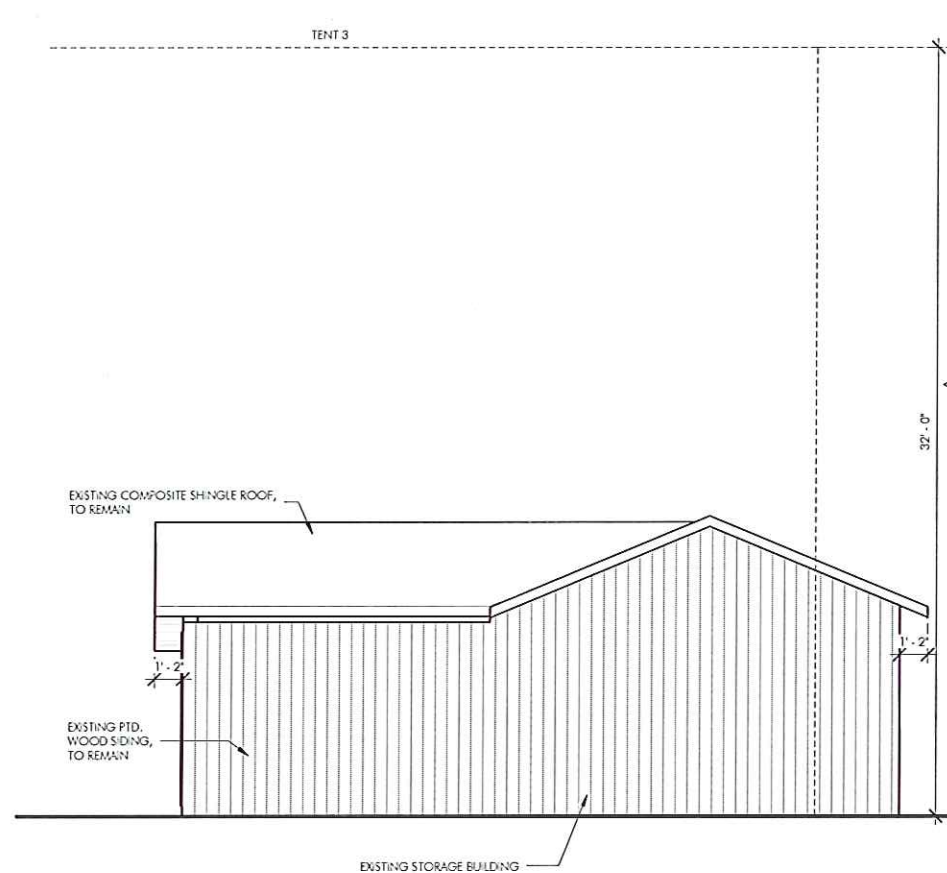 TENT 3
32' - 0"
EXISTING COMPOSITE SHINGLE ROOF,
TO REMAIN
1' - 2"
1' - 2"
EXISTING PTD.
WOOD SIDING,
TO REMAIN
EXISTING STORAGE BUILDING